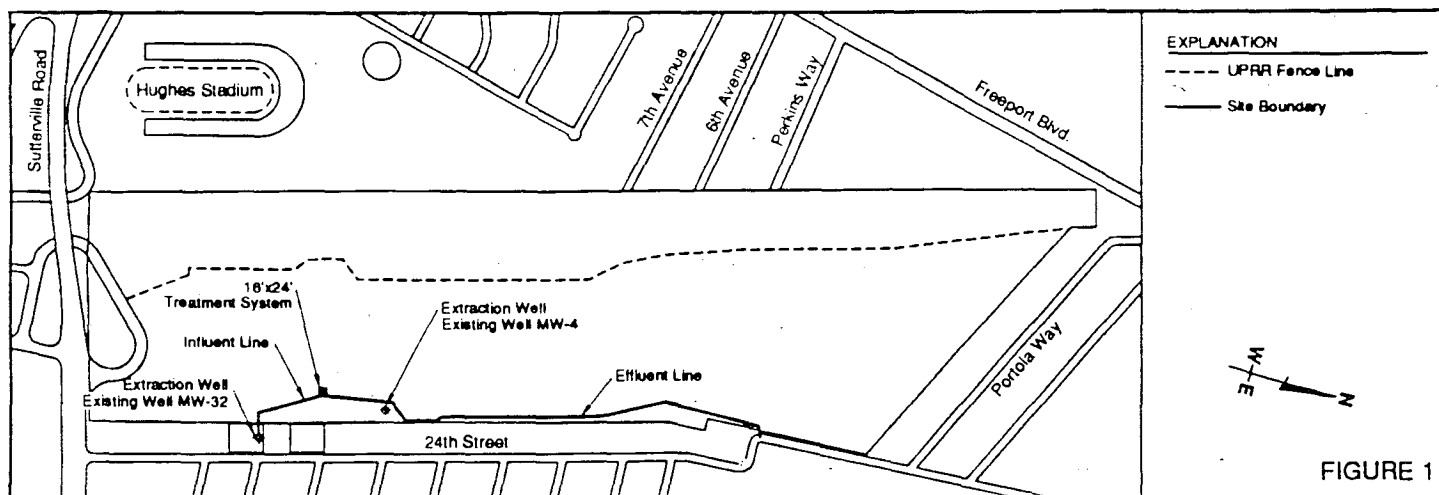 Sutterville Road
Hughes Stadium
7th Avenue
6th Avenue
Perkins Way
Freeport Blvd.
EXPLANATION
UPRR Fence Line
Site Boundary
16'x24'
Treatment System
Extraction Well
Existing Well MW-4
Influent Line
Extraction Well
Existing Well MW-32
Effluent Line
24th Street
Portola Way
W
E
N
FIGURE 1